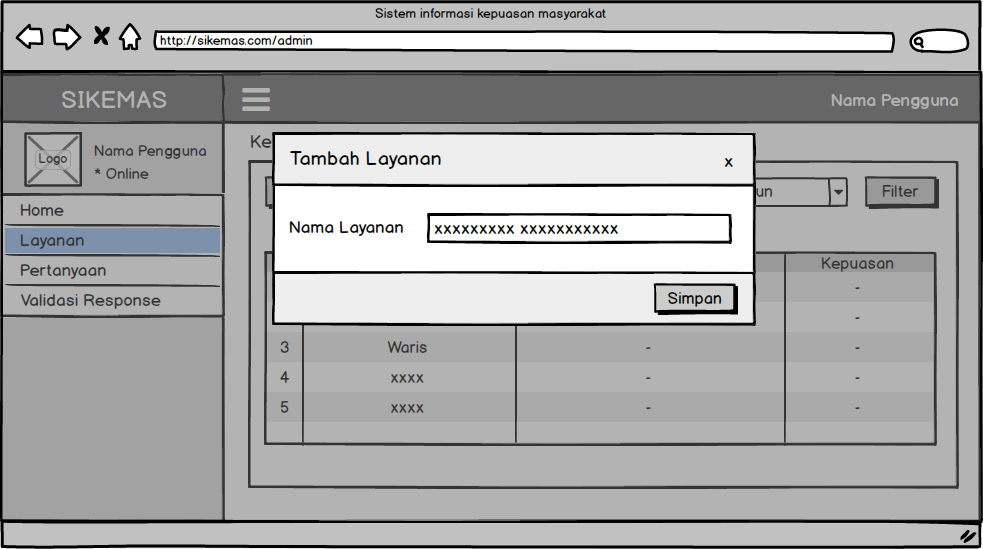 Sistem informasi kepuasan masyarakat
http://sikemas.com/admin
SIKEMAS
Nama Pengguna
Logo
Nama Pengguna
* Online
Home
Layanan
Pertanyaan
Validasi Response
Ke
Tambah Layanan
x
Nama Layanan
xxxxxxxxx xxxxxxxxxxx
Simpan
un
Filter
Kepuasan
-
-
3 Waris - -
4 xxxx - -
5 xxxx - -